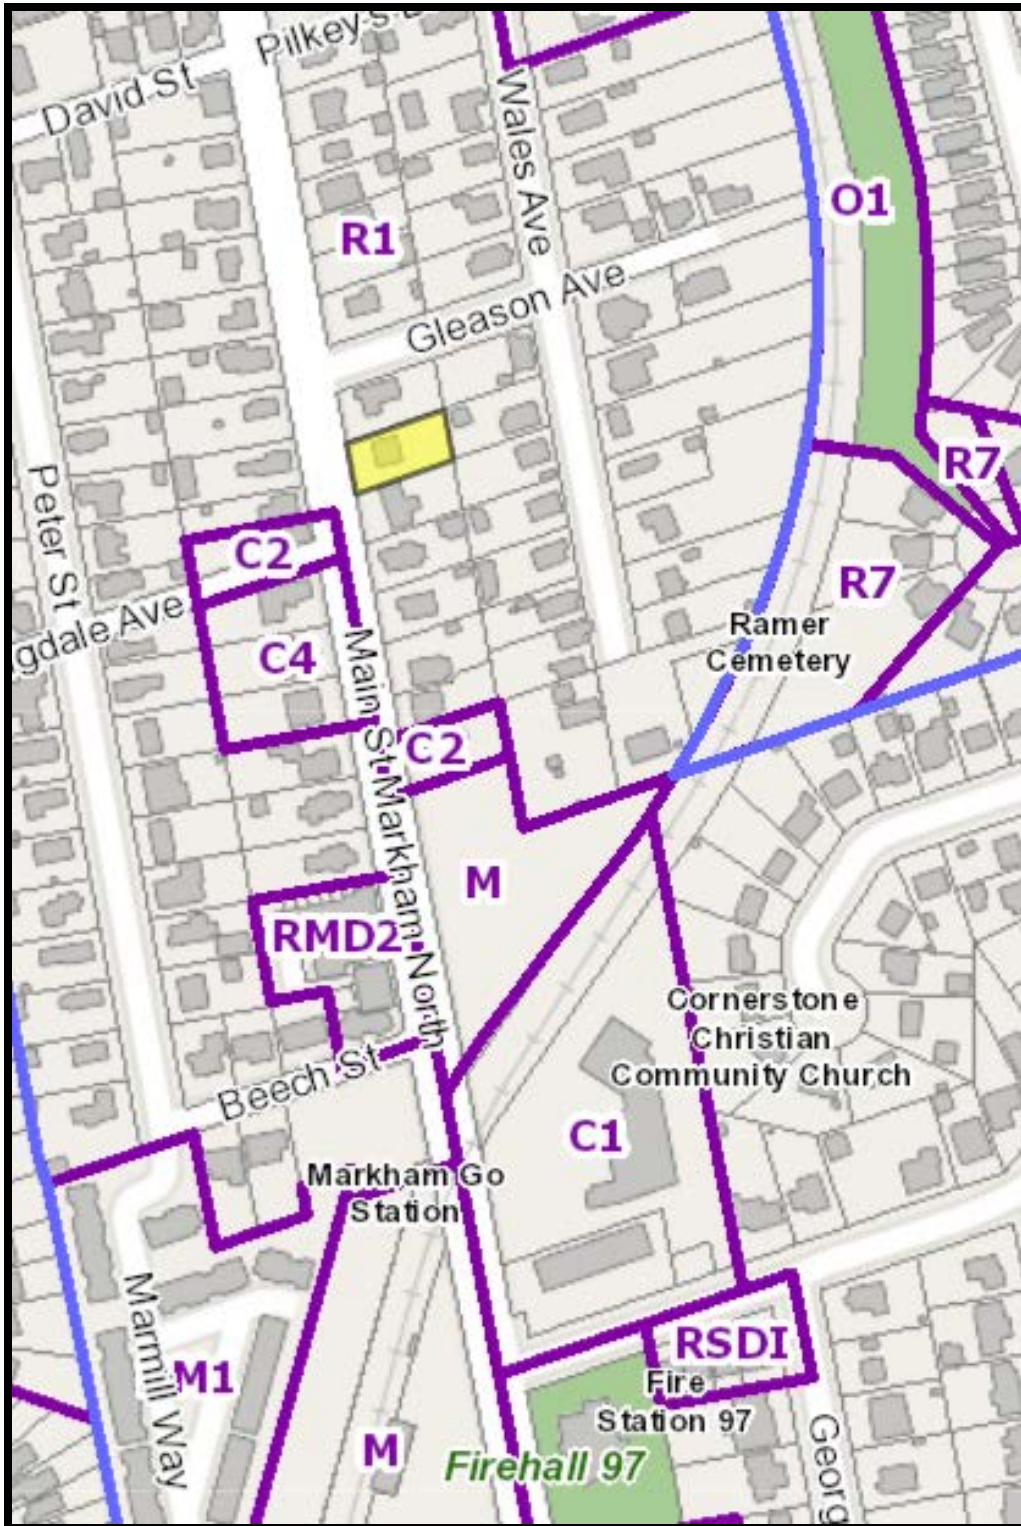 Pilkey's
David St
Wales Ave
O1
R1
Gleason Ave
R7
Peter St
C2
R7
gdale Ave
Ramer
Cemetery
C4
Main St Markham North
C2
M
RMD2
Cornerstone
Christian
Community Church
Beech St
C1
Markham Go
Station
Marmill Way
RSDI
M1
Fire
Station 97
M
Firehall 97
Georg